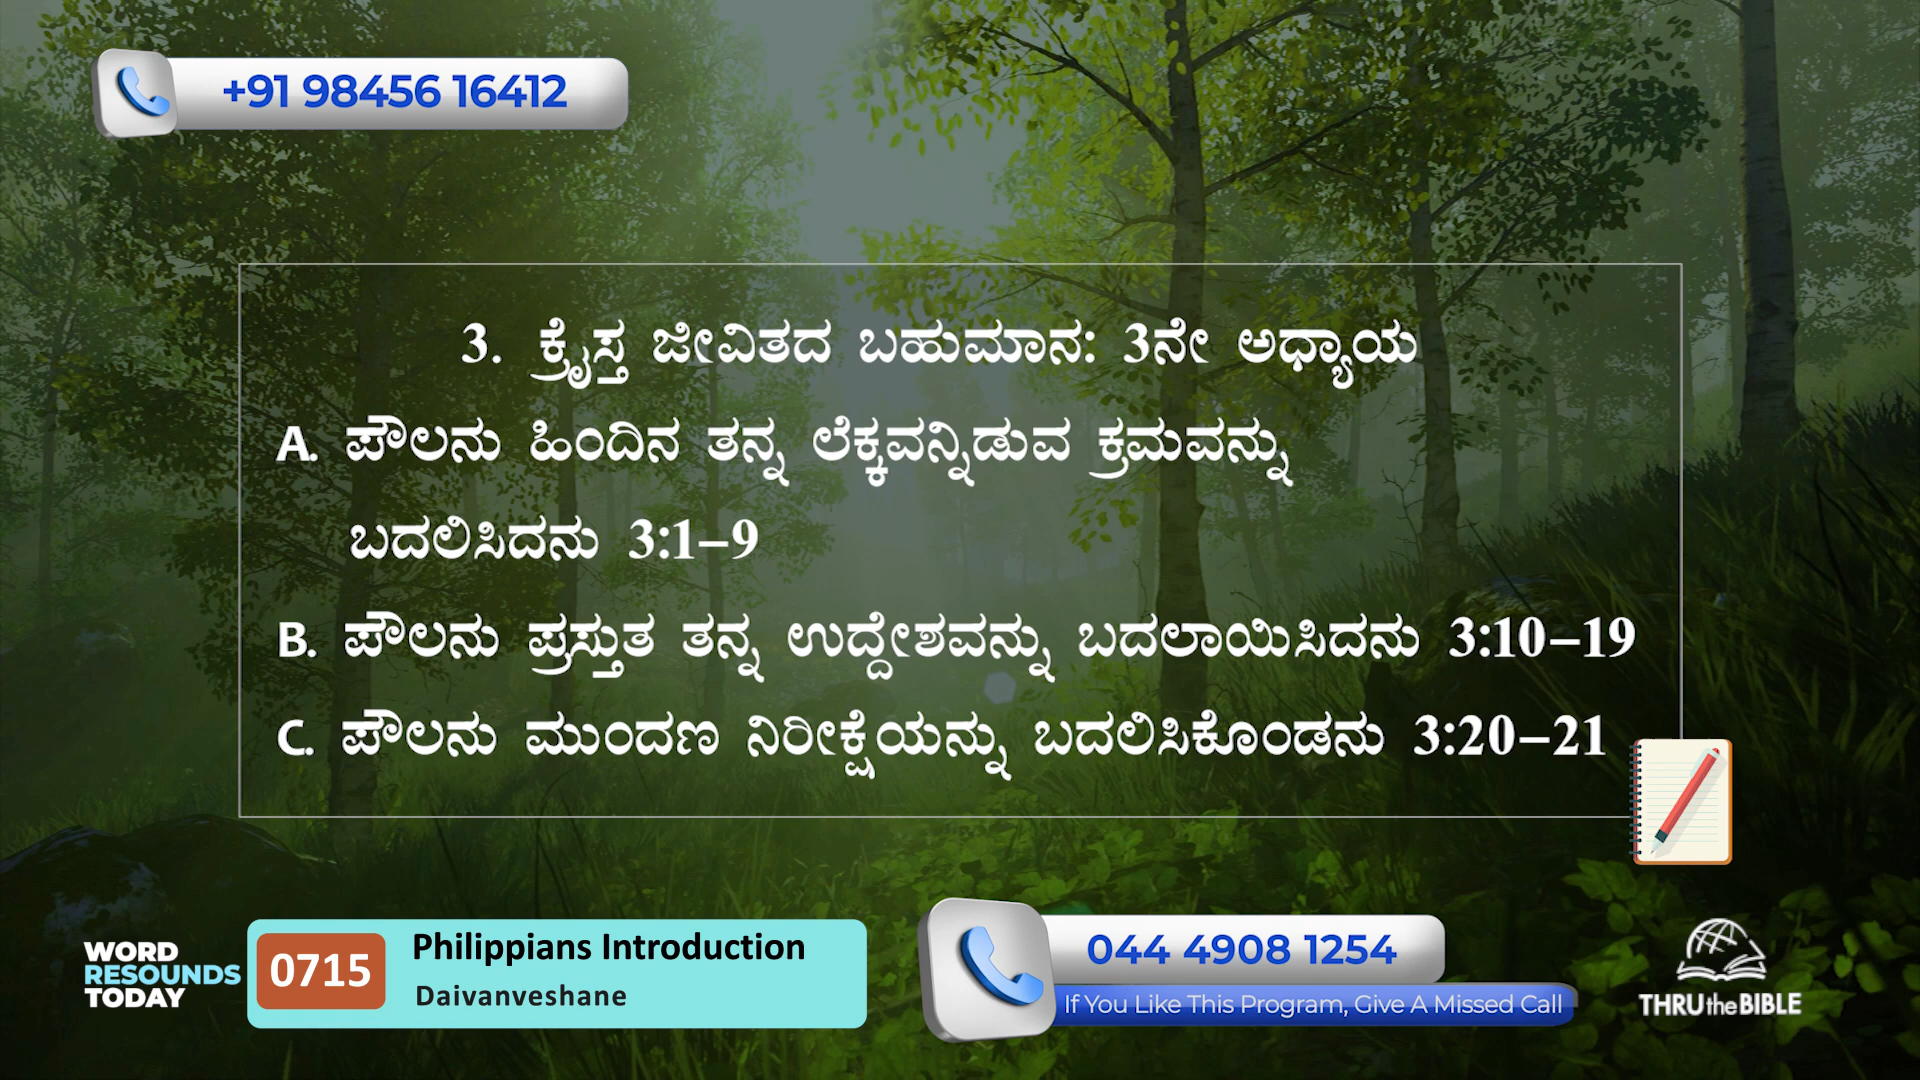 +91 98456 16412
3. ಕ್ರೈಸ್ತ ಜೀವಿತದ ಬಹುಮಾನ: 3ನೇ ಅಧ್ಯಾಯ
A. ಪೌಲನು ಹಿಂದಿನ ತನ್ನ ಲೆಕ್ಕವನ್ನಿಡುವ ಕ್ರಮವನ್ನು
ಬದಲಿಸಿದನು 3:1–9
B. ಪೌಲನು ಪ್ರಸ್ತುತ ತನ್ನ ಉದ್ದೇಶವನ್ನು ಬದಲಾಯಿಸಿದನು 3:10–19
C. ಪೌಲನು ಮುಂದಣ ನಿರೀಕ್ಷೆಯನ್ನು ಬದಲಿಸಿಕೊಂಡನು 3:20–21
WORD
RESOUNDS
TODAY
0715
Philippians Introduction
Daivanveshane
044 4908 1254
If You Like This Program, Give A Missed Call
THRU the BIBLE